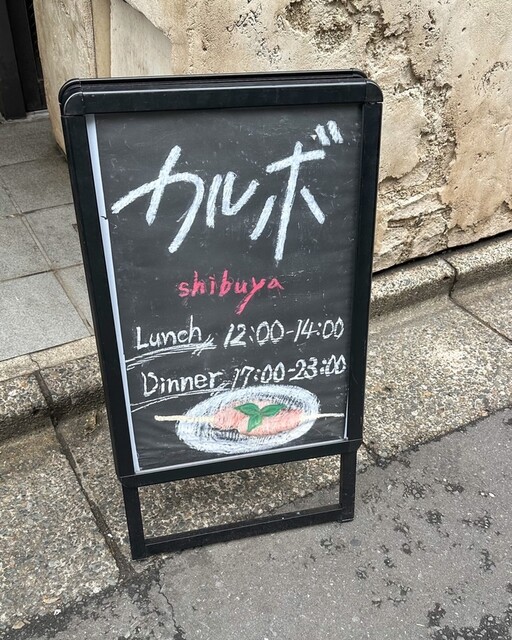 カルボ
shibuya
Lunch 12:00-14:00
Dinner 17:00-23:00